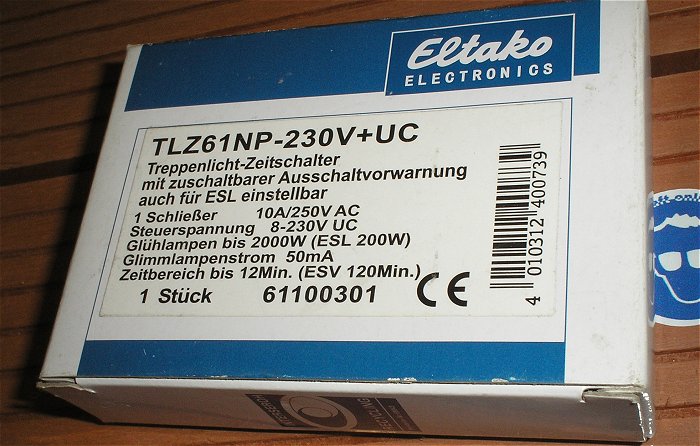 Eltako
ELECTRONICS
TLZ61NP-230V+UC
Treppenlicht-Zeitschalter
mit zuschaltbarer Ausschaltvorwarnung
auch für ESL einstellbar
1 Schließer 10A/250V AC
Steuerspannung 8-230V UC
Glühlampen bis 2000W (ESL 200W)
Glimmlampenstrom 50mA
Zeitbereich bis 12Min. (ESV 120Min.)
1 Stück 61100301 CE
4 010312 400739